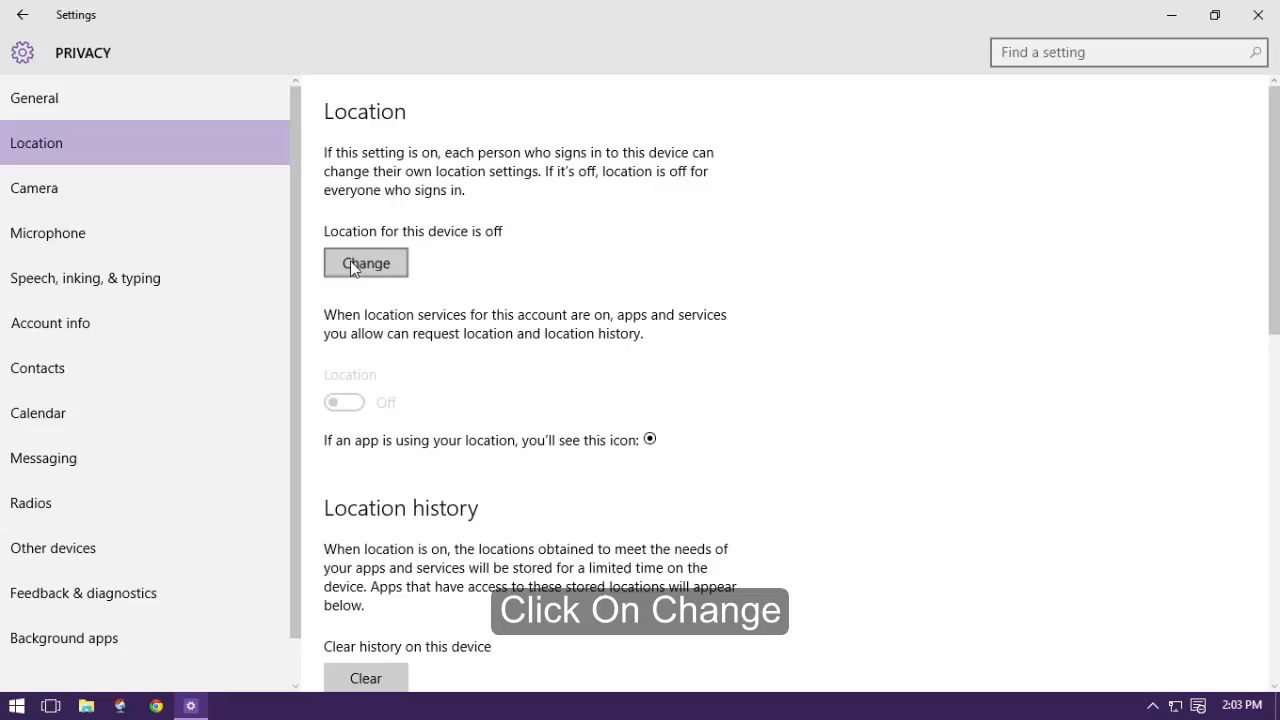 Settings
PRIVACY
Find a setting
General
Location
Camera
Microphone
Speech, inking, & typing
Account info
Contacts
Calendar
Messaging
Radios
Other devices
Feedback & diagnostics
Background apps
Location
If this setting is on, each person who signs in to this device can
change their own location settings. If it's off, location is off for
everyone who signs in.
Location for this device is off
Change
When location services for this account are on, apps and services
you allow can request location and location history.
Location
Off
If an app is using your location, you'll see this icon:
Location history
When location is on, the locations obtained to meet the needs of
your apps and services will be stored for a limited time on the
device. Apps that have access to these stored locations will appear
below.
Click On Change
Clear history on this device
Clear
2:03 PM